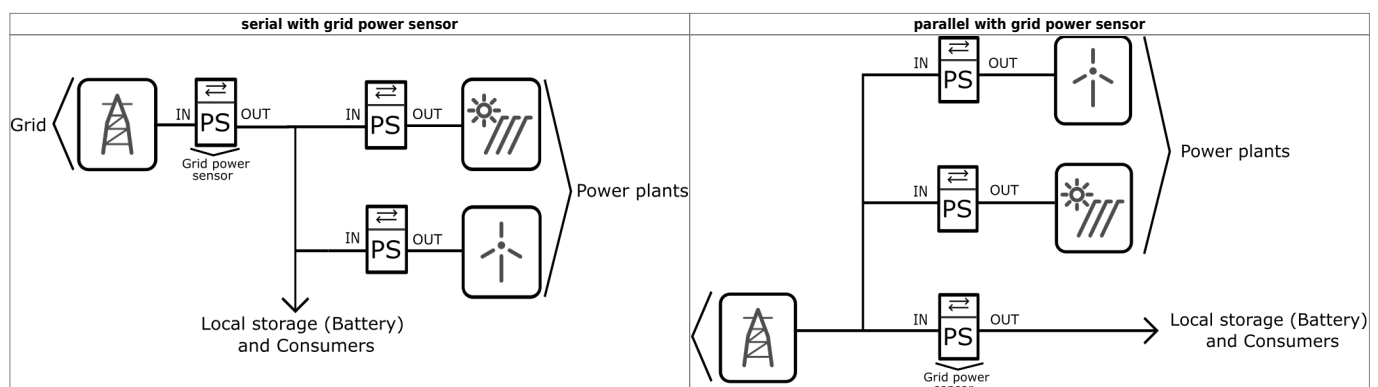 serial with grid power sensor
Grid
IN
PS
OUT
Grid power
sensor
IN
PS
OUT
IN
PS
OUT
Power plants
Local storage (Battery)
and Consumers
parallel with grid power sensor
IN
PS
OUT
IN
PS
OUT
Power plants
IN
PS
OUT
Local storage (Battery)
and Consumers
Grid power